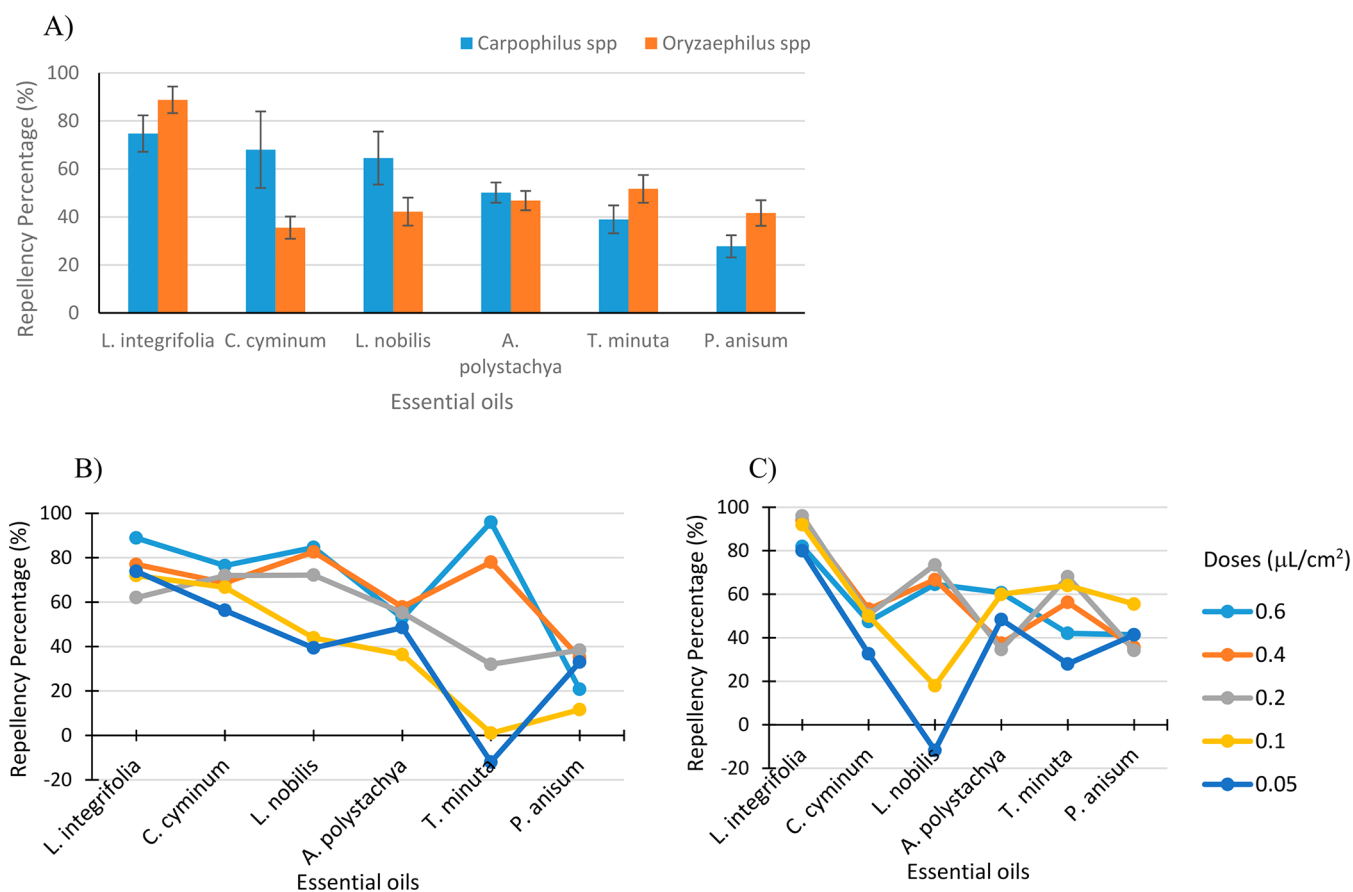 A)
Carpophilus spp Oryzaephilus spp
Repellency Percentage (%)
100
80
60
40
20
0
L. integrifolia C. cyminum L. nobilis A. polystachya T. minuta P. anisum
Essential oils
B)
Repellency Percentage (%)
100
80
60
40
20
0
-20
L. integrifolia
C. cyminum
L. nobilis
A. polystachya
T. minuta
P. anisum
Essential oils
C)
Repellency Percentage (%)
100
80
60
40
20
0
-20
L. integrifolia
C. cyminum
L. nobilis
A. polystachya
T. minuta
P. anisum
Essential oils
Doses (µL/cm²)
0.6
0.4
0.2
0.1
0.05